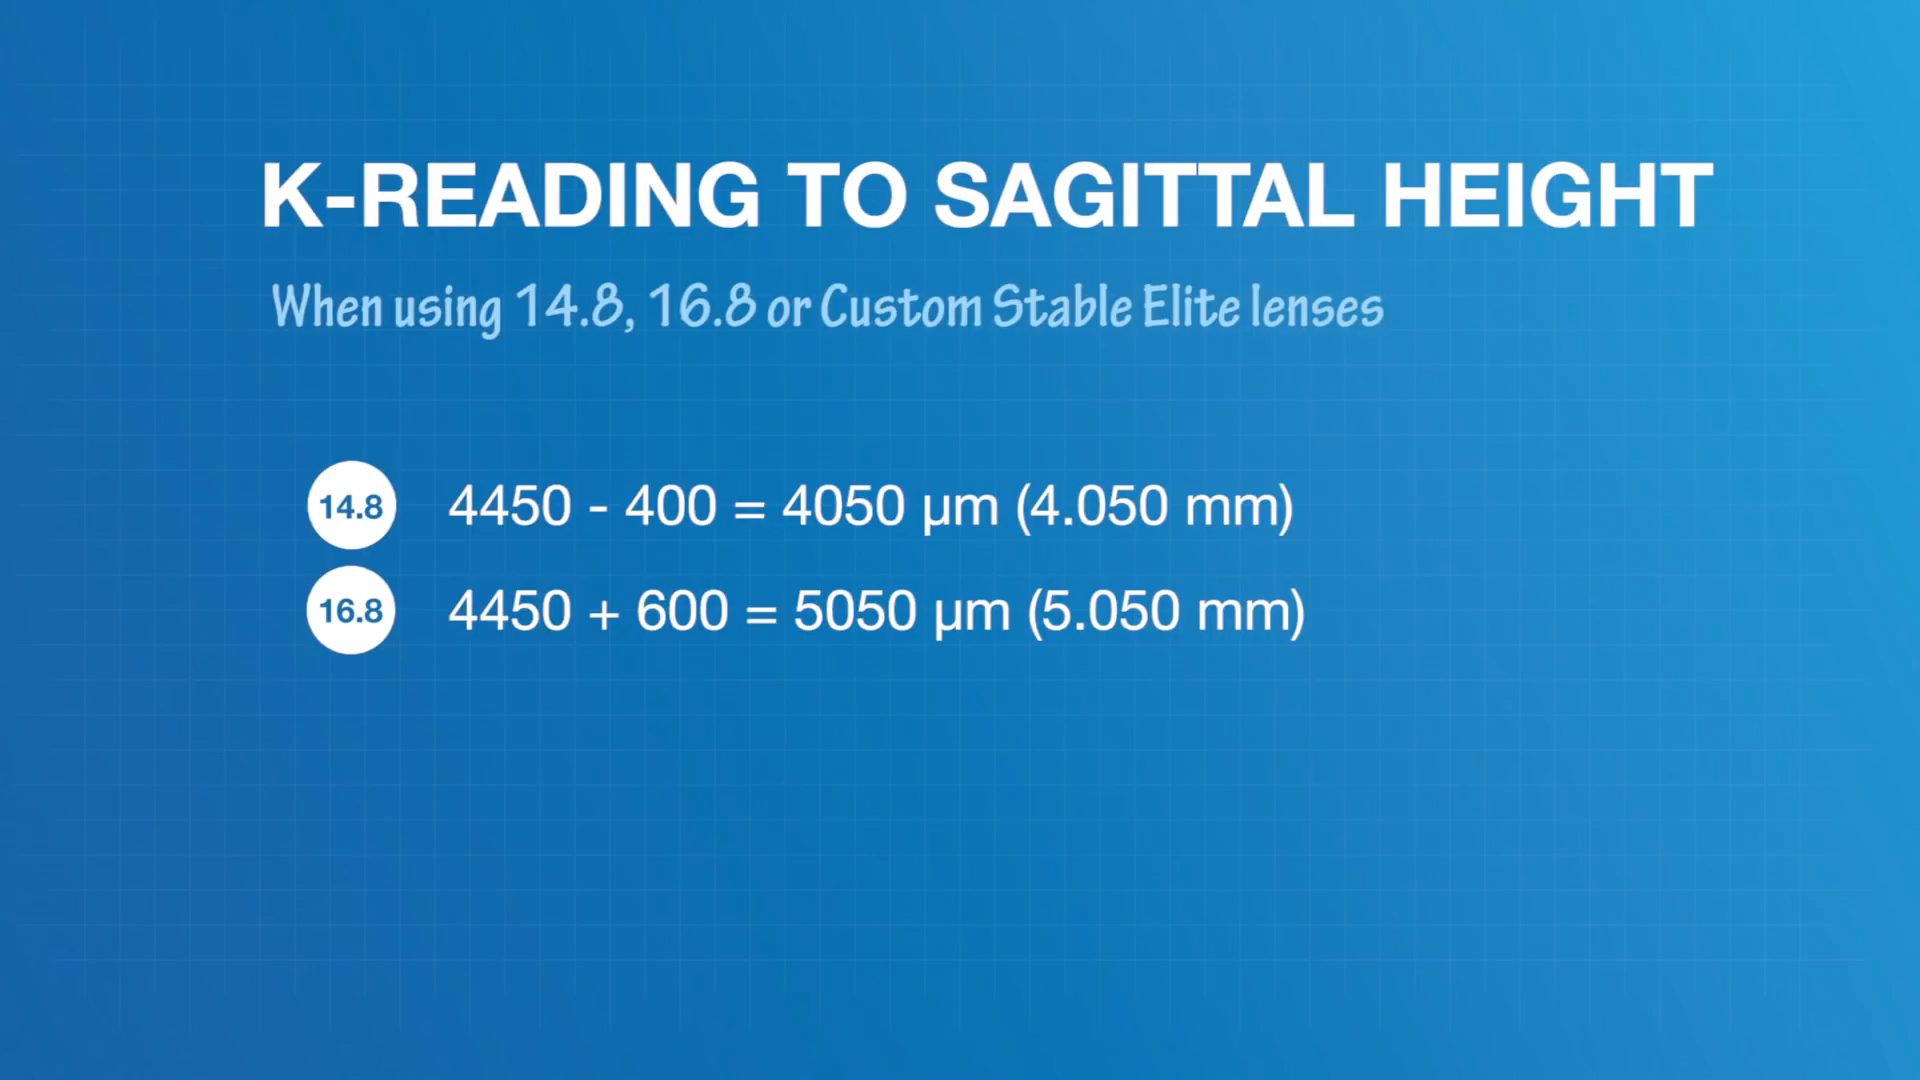 K-READING TO SAGITTAL HEIGHT
When using 14.8, 16.8 or Custom Stable Elite lenses
14.8 4450 - 400 = 4050 µm (4.050 mm)
16.8 4450 + 600 = 5050 µm (5.050 mm)